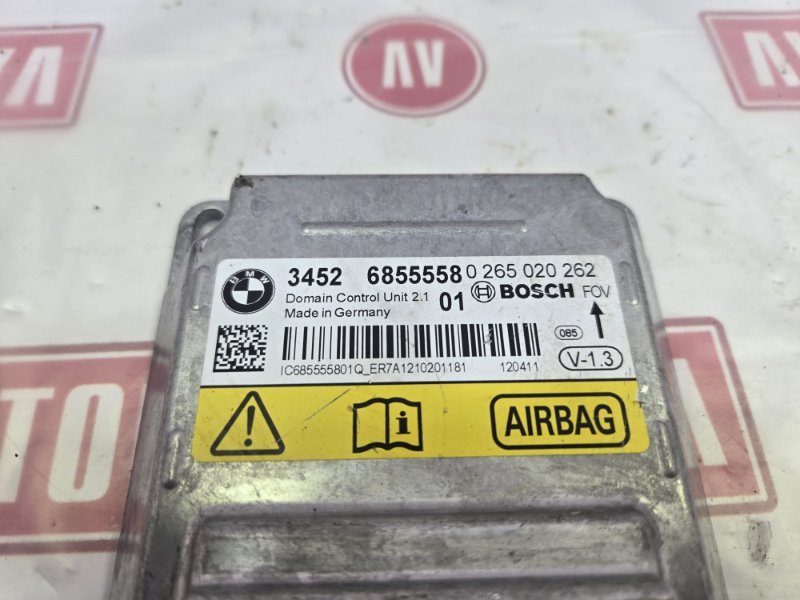 AV
BMW
3452 6855558 0 265 020 262
Domain Control Unit 2.1 01 BOSCH FOV
Made in Germany
085
V-1.3
IC685555801Q_ER7A1210201181 120411
AIRBAG